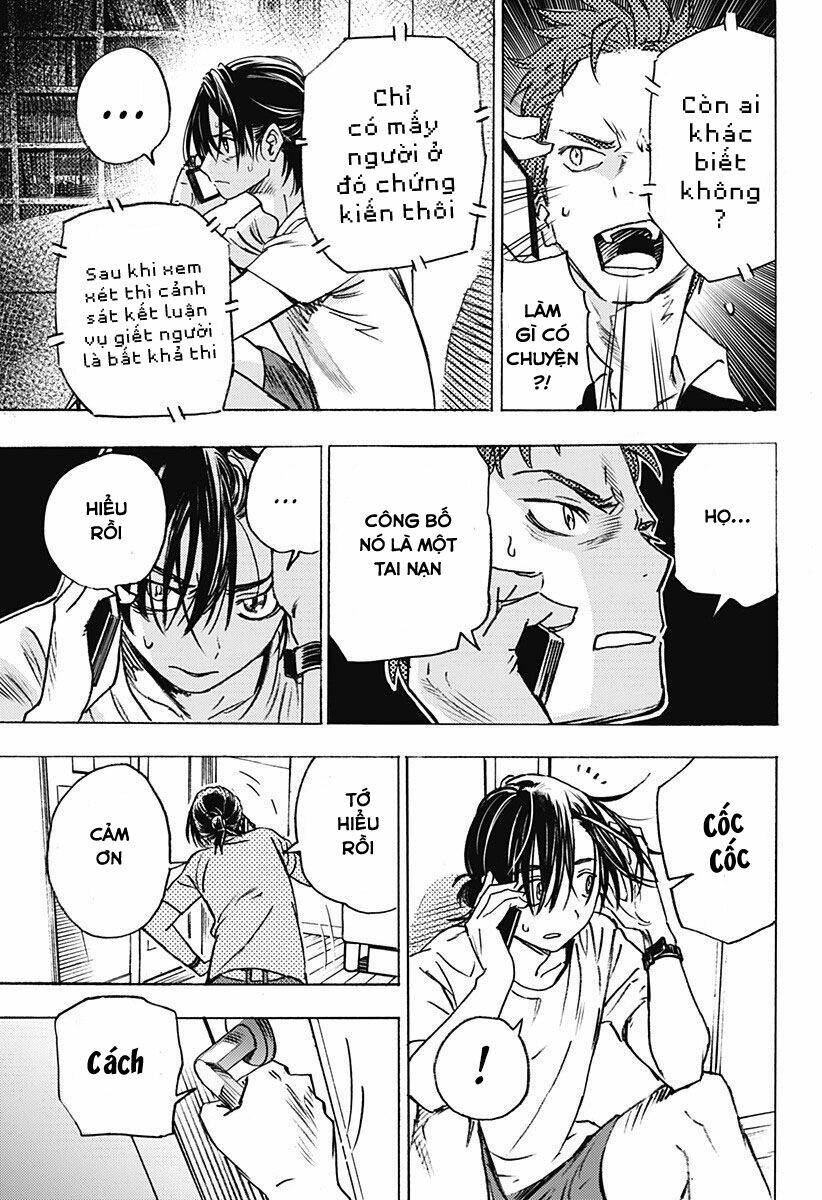 Còn ai
khác
biết
không
?
LÀM
GÌ CÓ
CHUYỆN
?!
Chỉ
có mấy
người ở
đó chứng
kiến thôi
...
Sau khi xem
xét thì cảnh
sát kết luận
vụ giết người
là bất khả thi
HỌ...
CÔNG BỐ
NÓ LÀ MỘT
TAI NẠN
...
HIỂU
RỒI
CỐC
CỐC
!
TỚ
HIỂU
RỒI
CẢM
ƠN
Cách